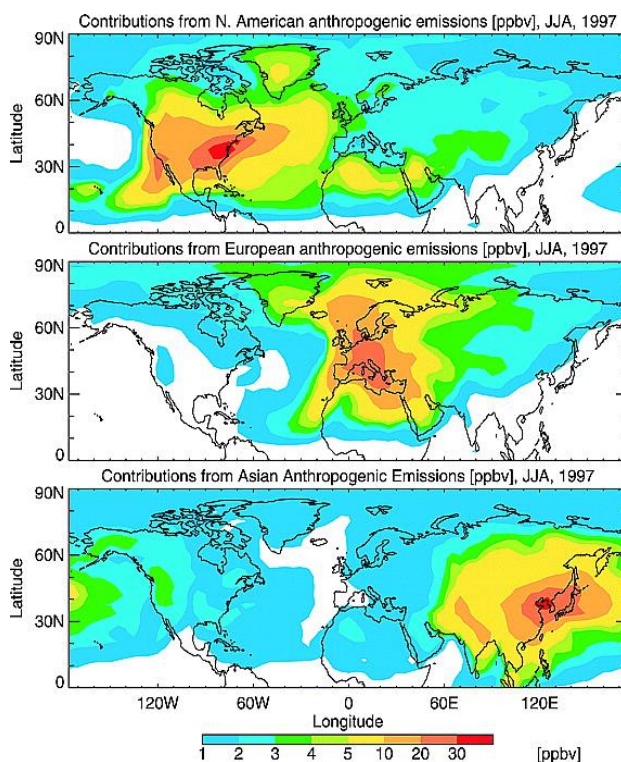 Contributions from N. American anthropogenic emissions [ppbv], JJA, 1997
90N
60N
30N
0
Latitude
Contributions from European anthropogenic emissions [ppbv], JJA, 1997
90N
60N
30N
0
Latitude
Contributions from Asian Anthropogenic Emissions [ppbv], JJA, 1997
90N
60N
30N
0
Latitude
120W 60W 0 60E 120E
Longitude
1 2 3 4 5 10 20 30 [ppbv]